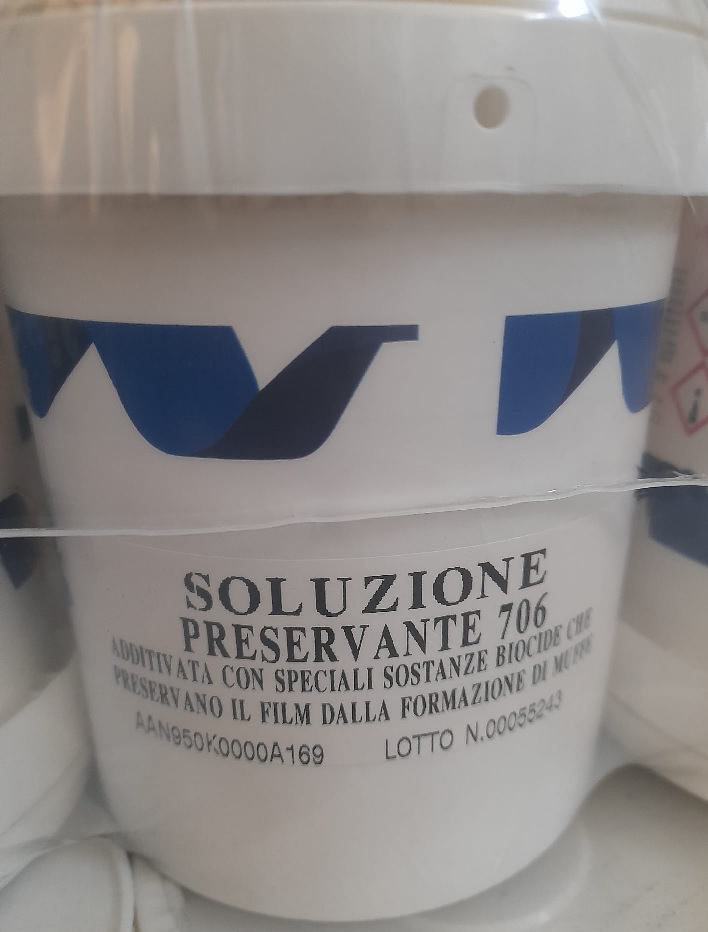 SOLUZIONE
PRESERVANTE 706
ADDITIVATA CON SPECIALI SOSTANZE BIOCIDE CHE
PRESERVANO IL FILM DALLA FORMAZIONE DI MUFFE
AAN950K0000A169 LOTTO N.00055243